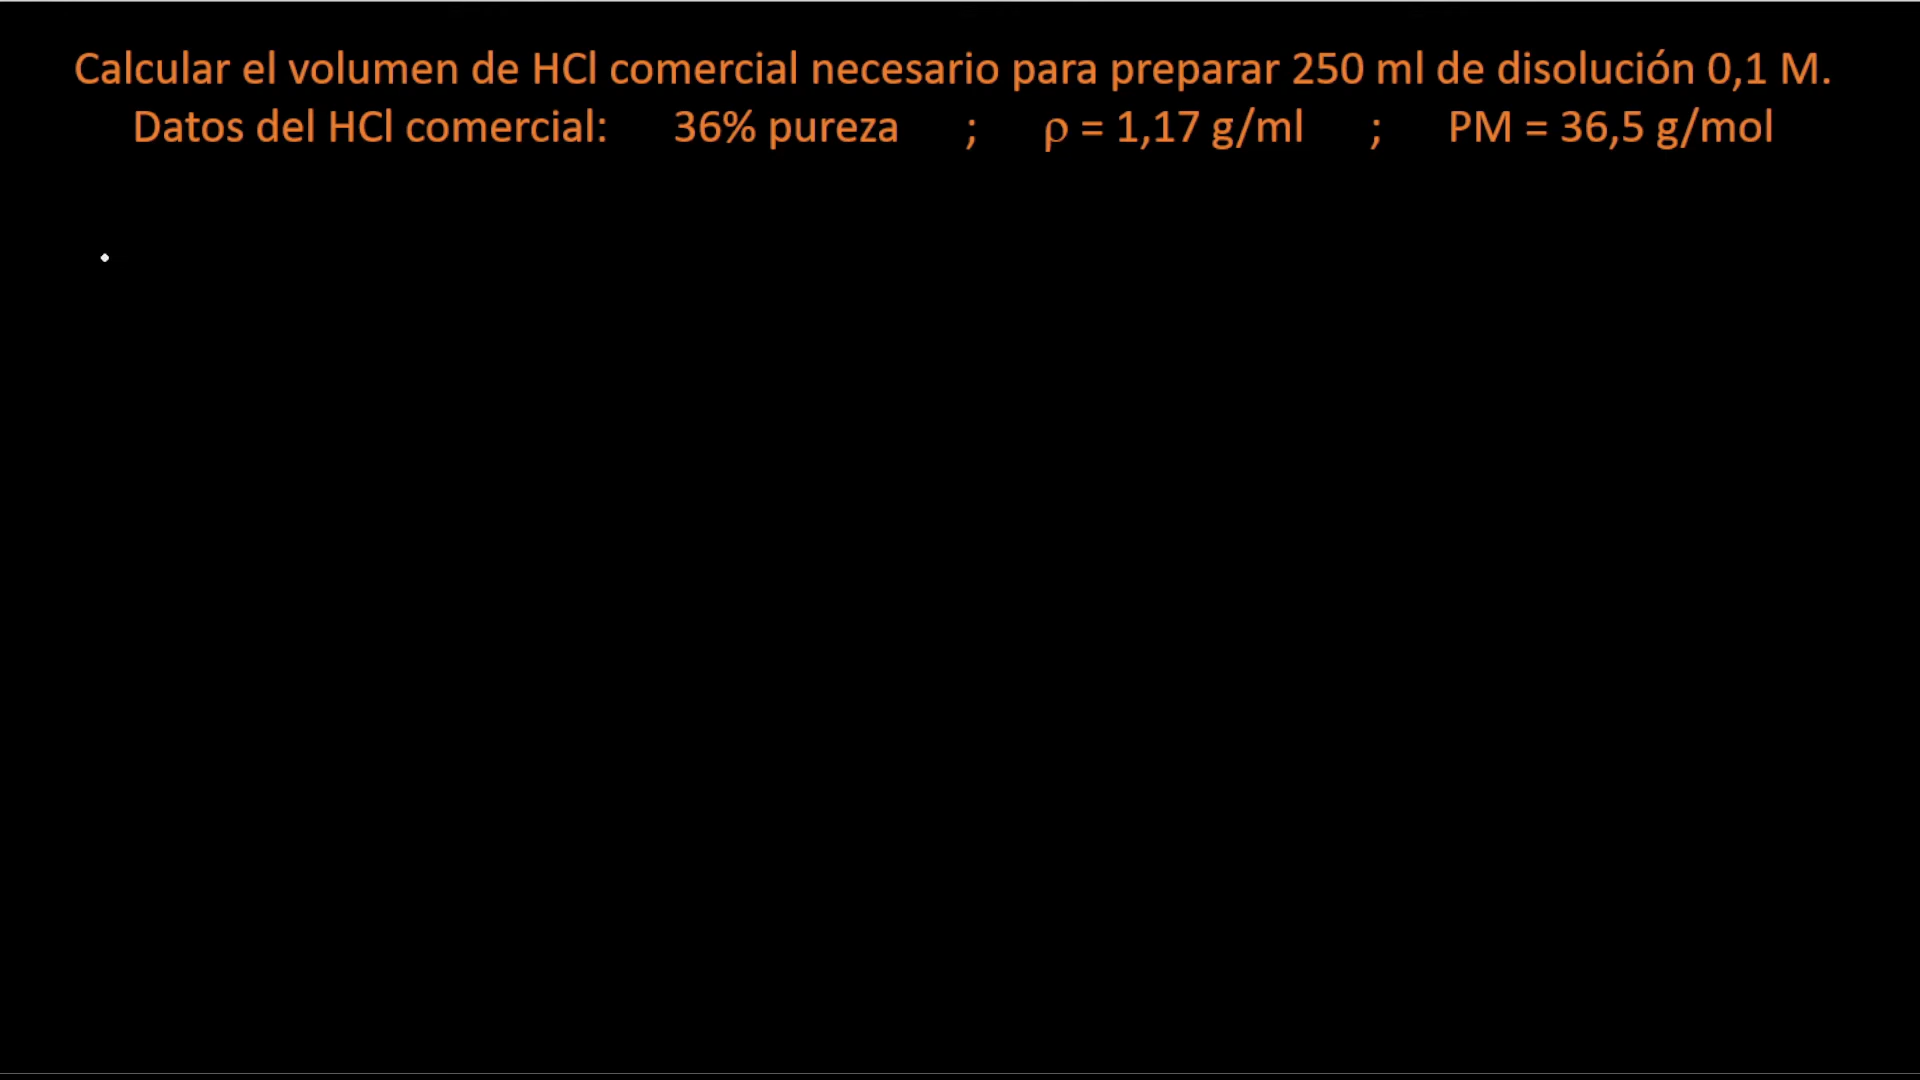 Calcular el volumen de HCl comercial necesario para preparar 250 ml de disolución 0,1 M.
Datos del HCl comercial: 36% pureza ; ρ = 1,17 g/ml ; PM = 36,5 g/mol